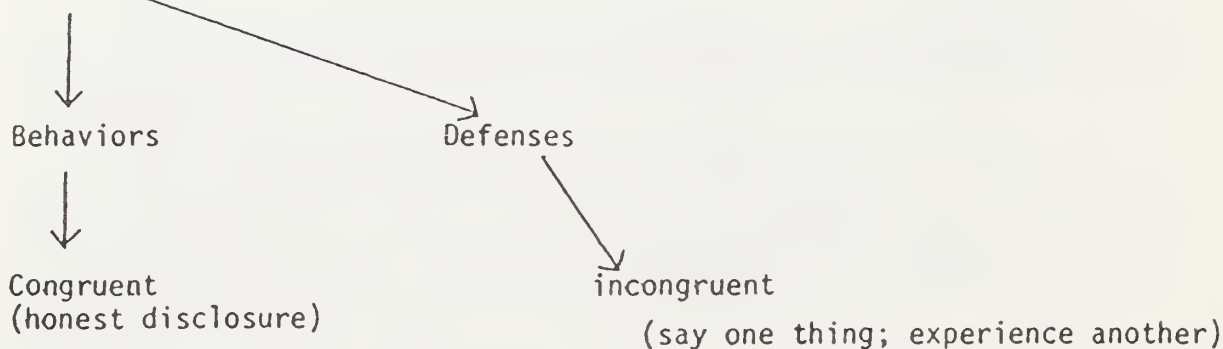 Behaviors
Defenses
Congruent
(honest disclosure)
incongruent
(say one thing; experience another)